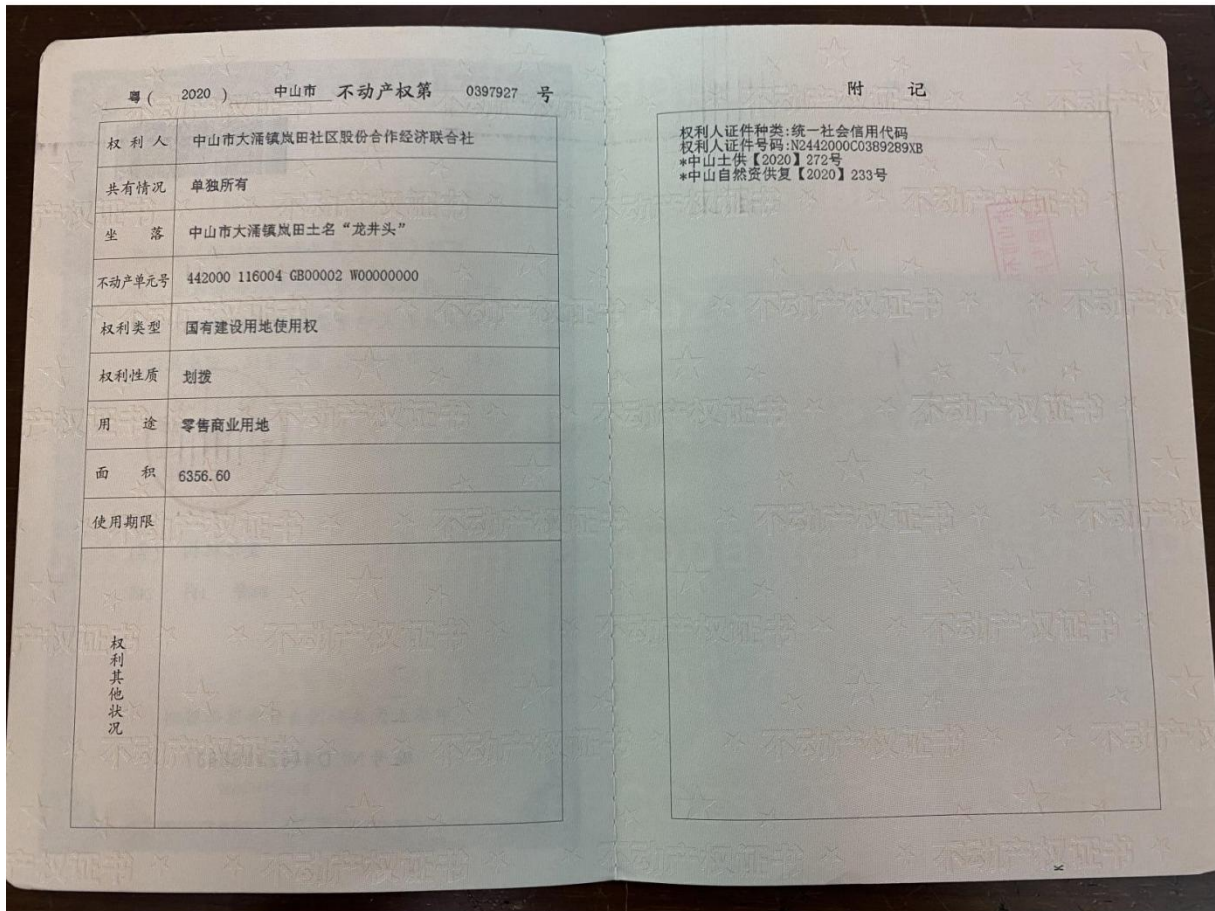 粤( 2020 ) 中山市 不动产权第 0397927 号
权利人 中山市大涌镇岚田社区股份合作经济联合社
共有情况 单独所有
坐落 中山市大涌镇岚田土名“龙井头”
不动产单元号 442000 116004 GB00002 W00000000
权利类型 国有建设用地使用权
权利性质 划拨
用途 零售商业用地
面积 6356.60
使用期限
权利其他状况
附 记
权利人证件种类:统一社会信用代码
权利人证件号码:N2442000C0389289XB
*中山土供【2020】272号
*中山自然资供复【2020】233号